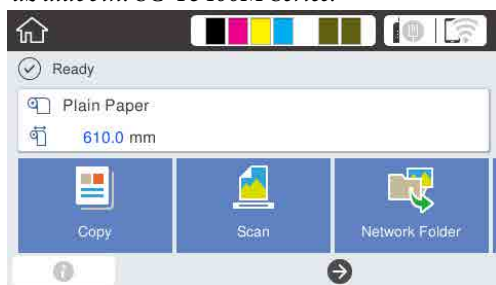 Ready
Plain Paper
610.0 mm
Copy
Scan
Network Folder